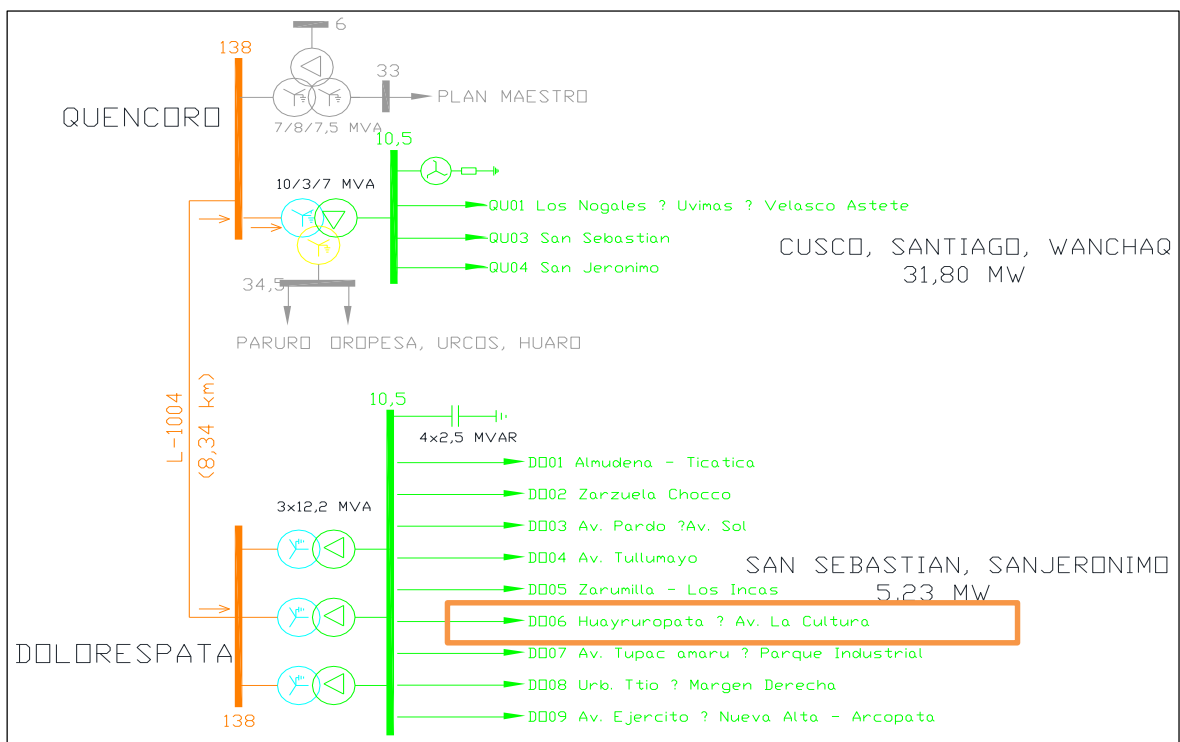 6
138
33
QUENCORO
PLAN MAESTRO
7/8/7,5 MVA
10,5
10/3/7 MVA
QU01 Los Nogales ? Uvimas ? Velasco Astete
QU03 San Sebastian
QU04 San Jeronimo
CUSCO, SANTIAGO, WANCHAQ
31,80 MW
34,5
PARURO OROPESA, URCOS, HUARO
L-1004
(8,34 km)
10,5
4x2,5 MVAR
DO01 Almudena - Ticatica
DO02 Zarzuela Chocco
3x12,2 MVA
DO03 Av. Pardo ?Av. Sol
DO04 Av. Tullumayo
SAN SEBASTIAN, SANJERONIMO
5,23 MW
DO05 Zarumilla - Los Incas
DO06 Huayruropata ? Av. La Cultura
DOLORESPATA
DO07 Av. Tupac amaru ? Parque Industrial
DO08 Urb. Ttio ? Margen Derecha
DO09 Av. Ejercito ? Nueva Alta - Arcopata
138